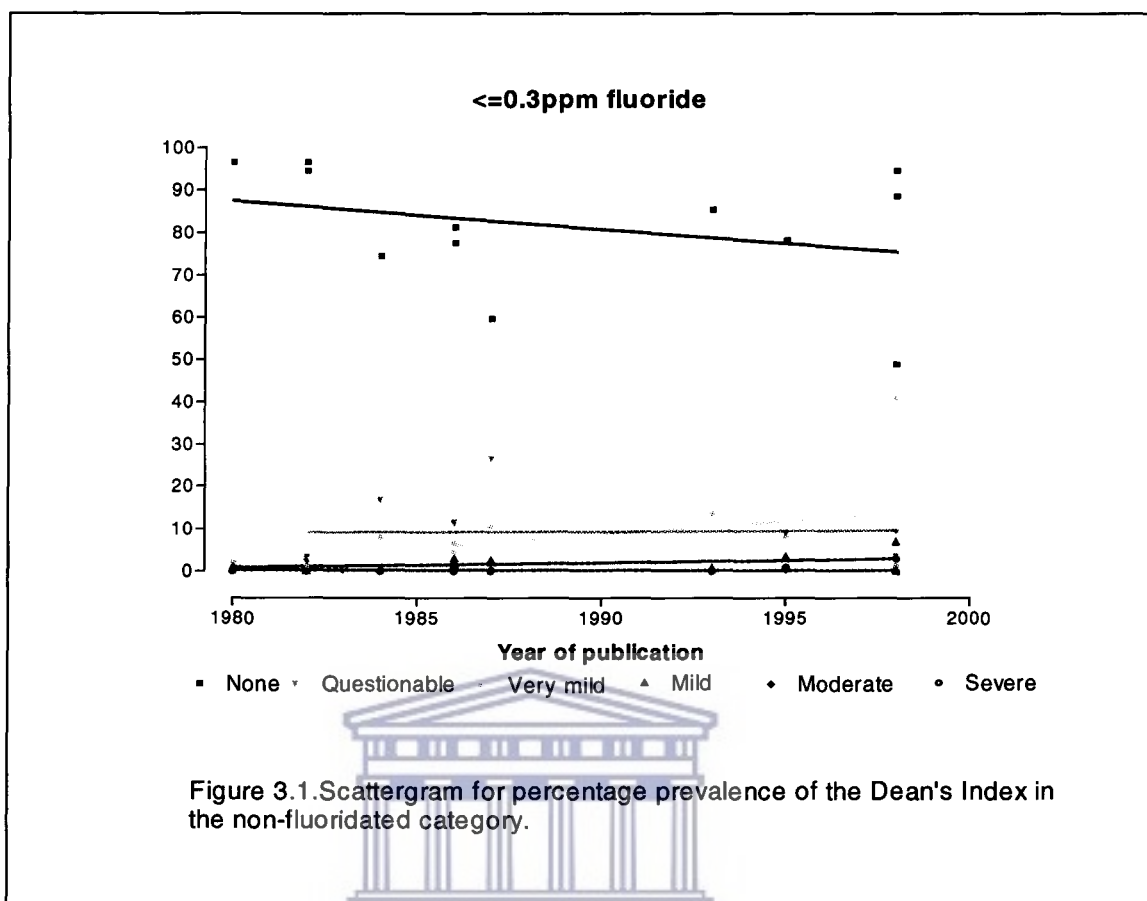 <=0.3ppm fluoride
100
90
80
70
60
50
40
30
20
10
0
1980 1985 1990 1995 2000
Year of publication
None Questionable Very mild Mild Moderate Severe
Figure 3.1.Scattergram for percentage prevalence of the Dean's Index in
the non-fluoridated category.